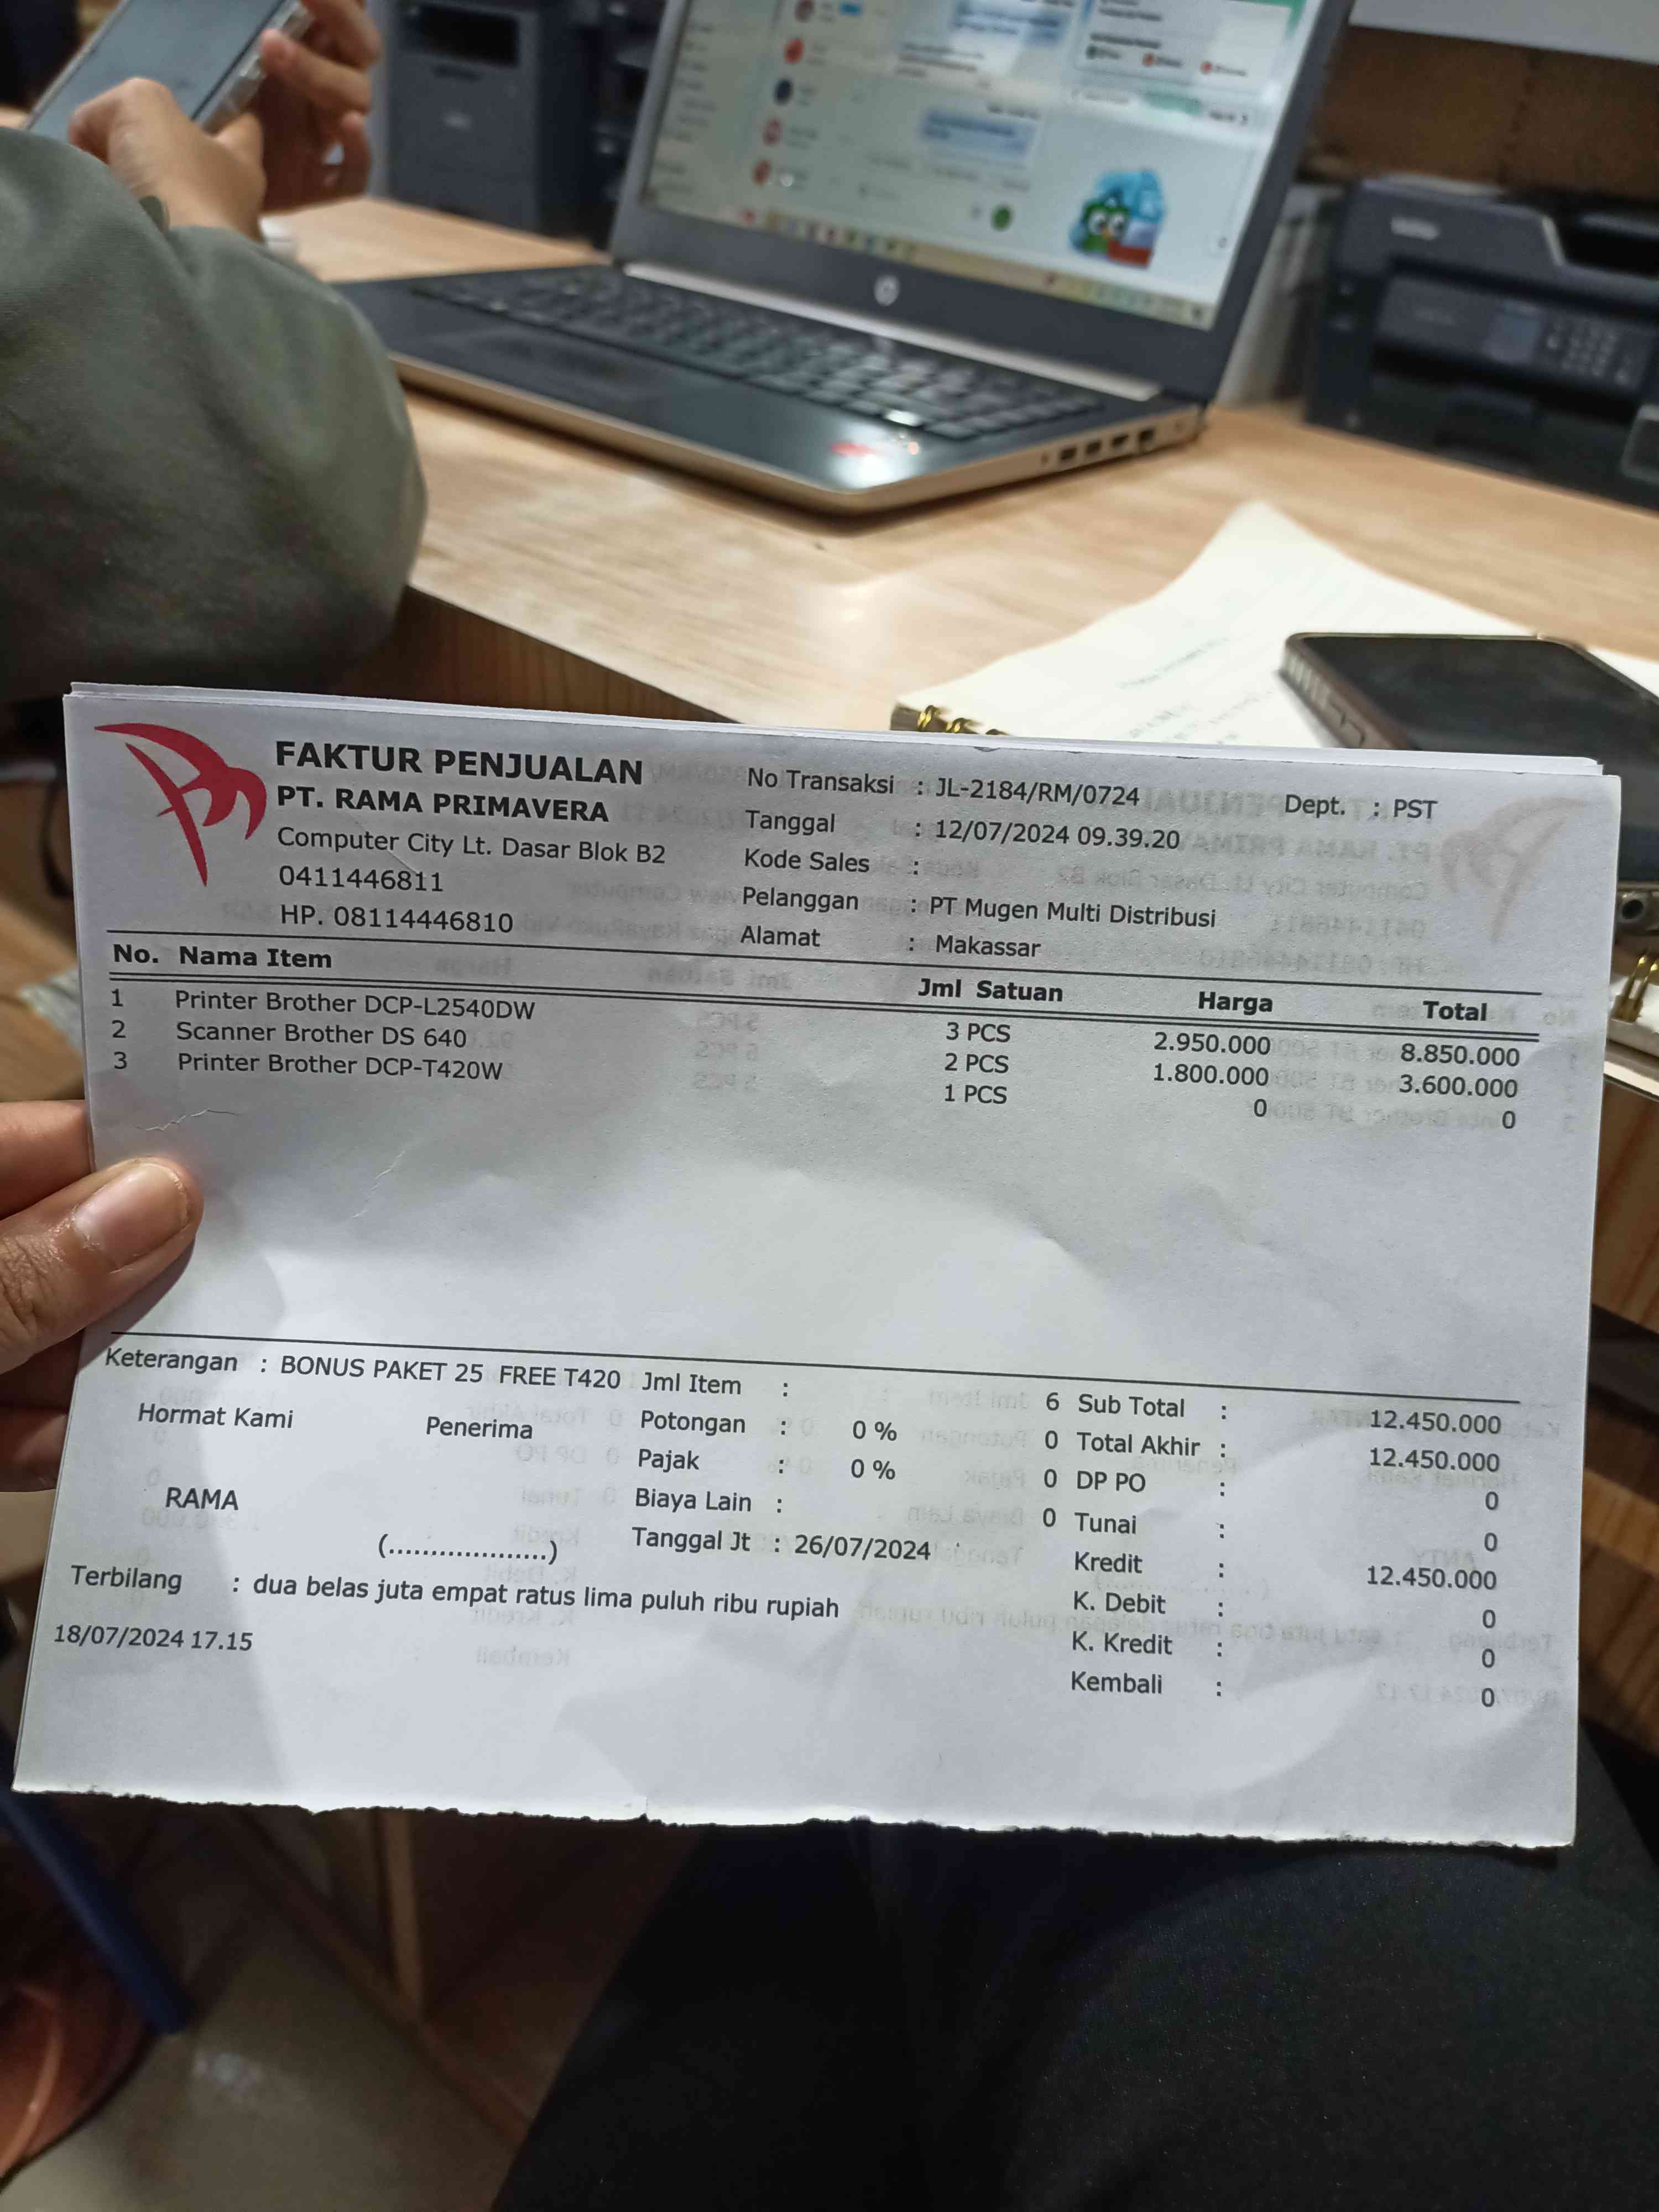 FAKTUR PENJUALAN
PT. RAMA PRIMAVERA
Computer City Lt. Dasar Blok B2
0411446811
HP. 08114446810
No Transaksi : JL-2184/RM/0724 Dept. : PST
Tanggal : 12/07/2024 09.39.20
Kode Sales :
Pelanggan : PT Mugen Multi Distribusi
Alamat : Makassar
No. Nama Item Jml Satuan Harga Total
1 Printer Brother DCP-L2540DW 3 PCS 2.950.000 8.850.000
2 Scanner Brother DS 640 2 PCS 1.800.000 3.600.000
3 Printer Brother DCP-T420W 1 PCS 0 0
Keterangan : BONUS PAKET 25 FREE T420
Hormat Kami Penerima
RAMA
(...................)
Jml Item : 6
Potongan : 0 % 0
Pajak : 0 % 0
Biaya Lain : 0
Tanggal Jt : 26/07/2024
Sub Total : 12.450.000
Total Akhir : 12.450.000
DP PO : 0
Tunai : 0
Kredit : 12.450.000
K. Debit : 0
K. Kredit : 0
Kembali : 0
Terbilang : dua belas juta empat ratus lima puluh ribu rupiah
18/07/2024 17.15